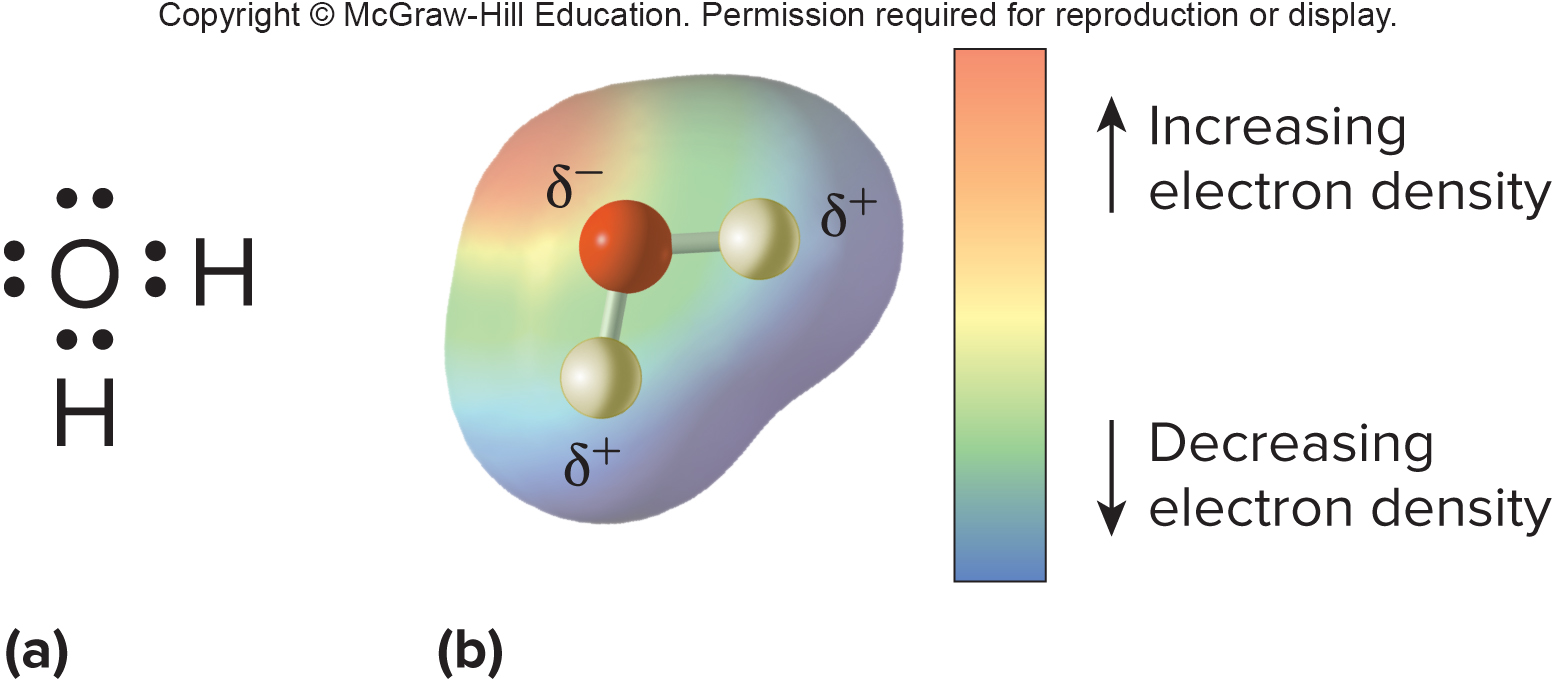 Copyright © McGraw-Hill Education. Permission required for reproduction or display.
O H
H
δ−
δ+
δ+
Increasing
electron density
Decreasing
electron density
(a)
(b)